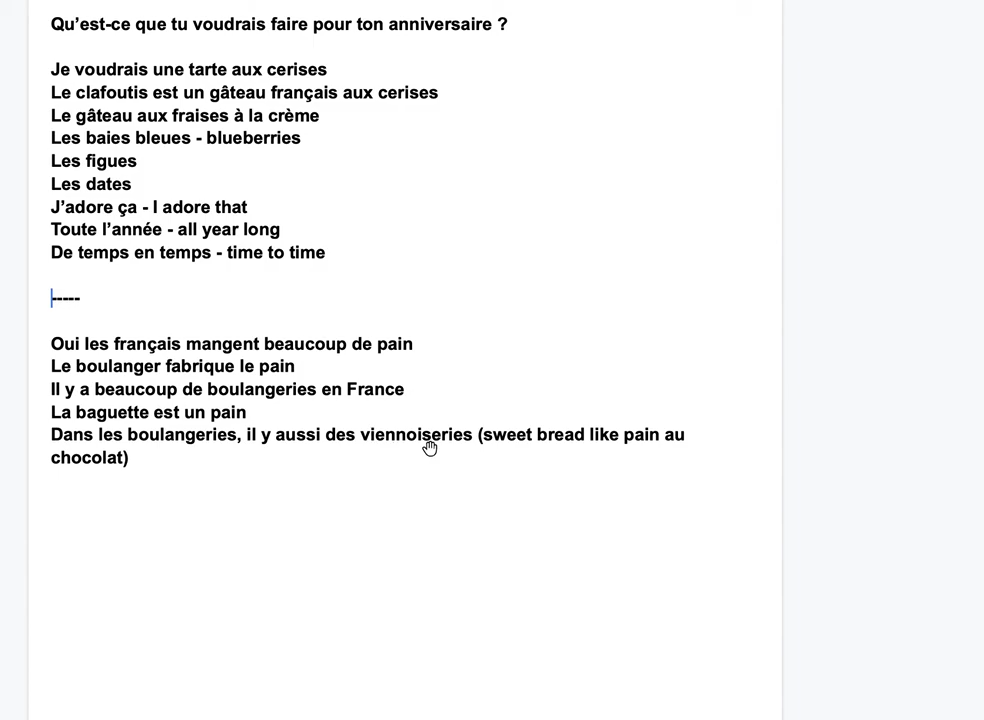 Qu’est-ce que tu voudrais faire pour ton anniversaire ?
Je voudrais une tarte aux cerises
Le clafoutis est un gâteau français aux cerises
Le gâteau aux fraises à la crème
Les baies bleues - blueberries
Les figues
Les dates
J’adore ça - I adore that
Toute l’année - all year long
De temps en temps - time to time
-----
Oui les français mangent beaucoup de pain
Le boulanger fabrique le pain
Il y a beaucoup de boulangeries en France
La baguette est un pain
Dans les boulangeries, il y aussi des viennoiseries (sweet bread like pain au
chocolat)